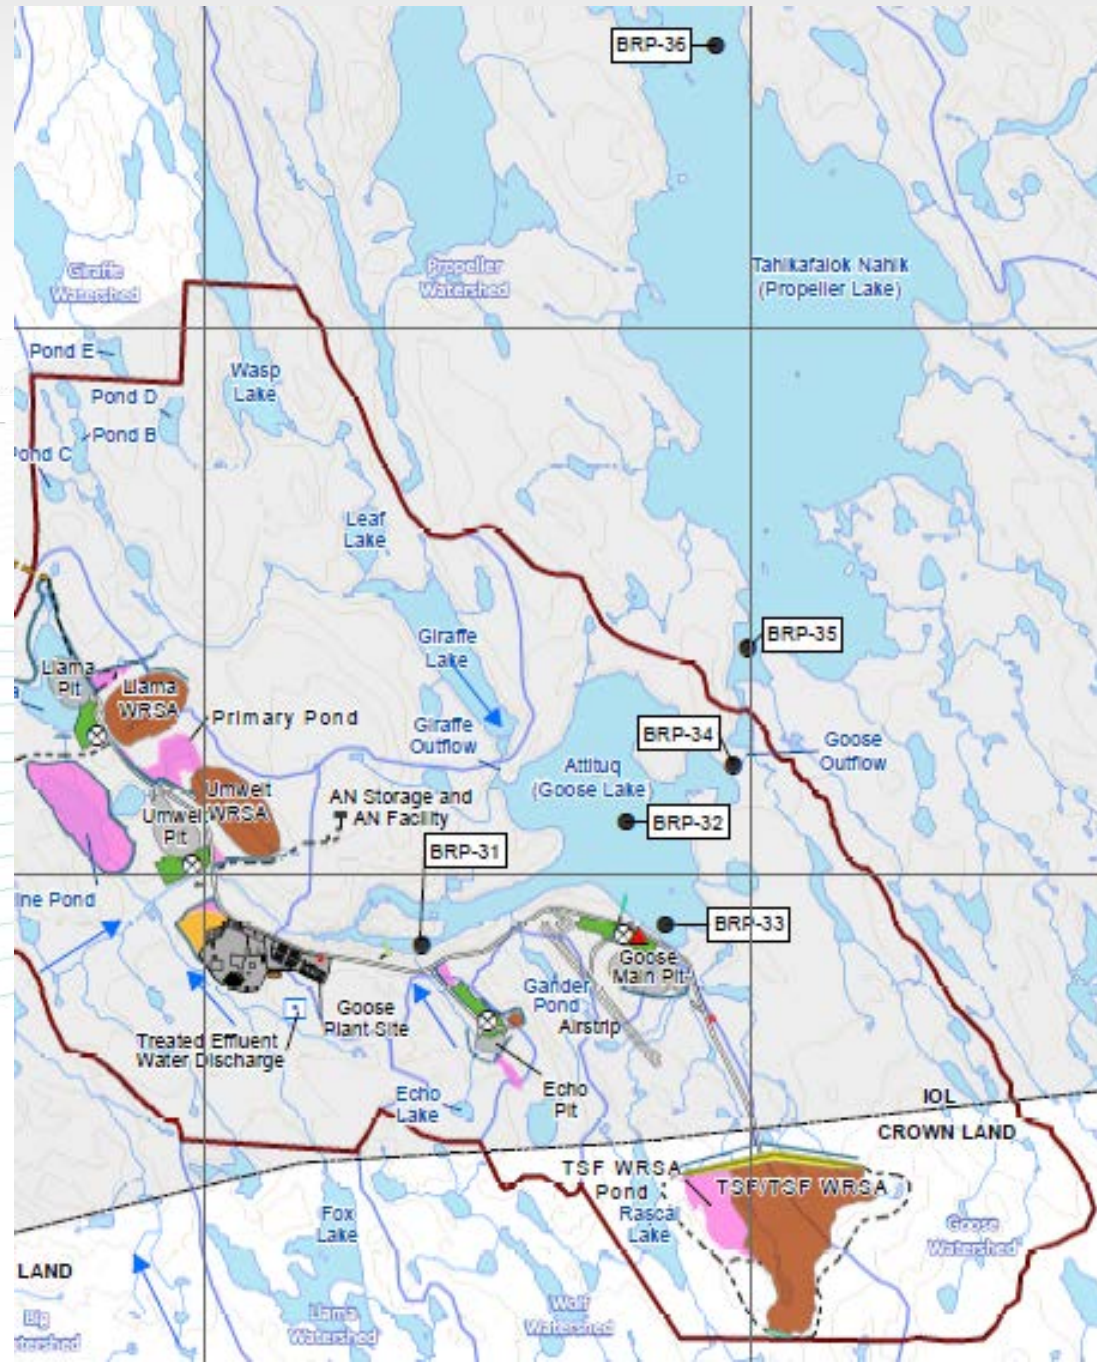 BRP-36
Giraffe
Watershed
Propeller
Watershed
Tahikafalok Nahik
(Propeller Lake)
Pond E
Wasp
Lake
Pond D
Pond B
Pond C
Leaf
Lake
Giraffe
Lake
BRP-35
Llama
Pit
Llama
WRSA
Primary Pond
Giraffe
Outflow
BRP-34
Goose
Outflow
Attituq
(Goose Lake)
Umwelt
WRSA
Umwelt
Pit
AN Storage and
AN Facility
BRP-32
BRP-31
ine Pond
BRP-33
Goose
Main Pit
Gander
Pond
Airstrip
Goose
Plant Site
Treated Effluent
Water Discharge
Echo
Lake
Echo
Pit
IOL
CROWN LAND
TSF WRSA
Pond
TSF/TSF WRSA
Rascal
Lake
Fox
Lake
Goose
Watershed
LAND
Big
tershed
Llama
Watershed
Wolf
Watershed